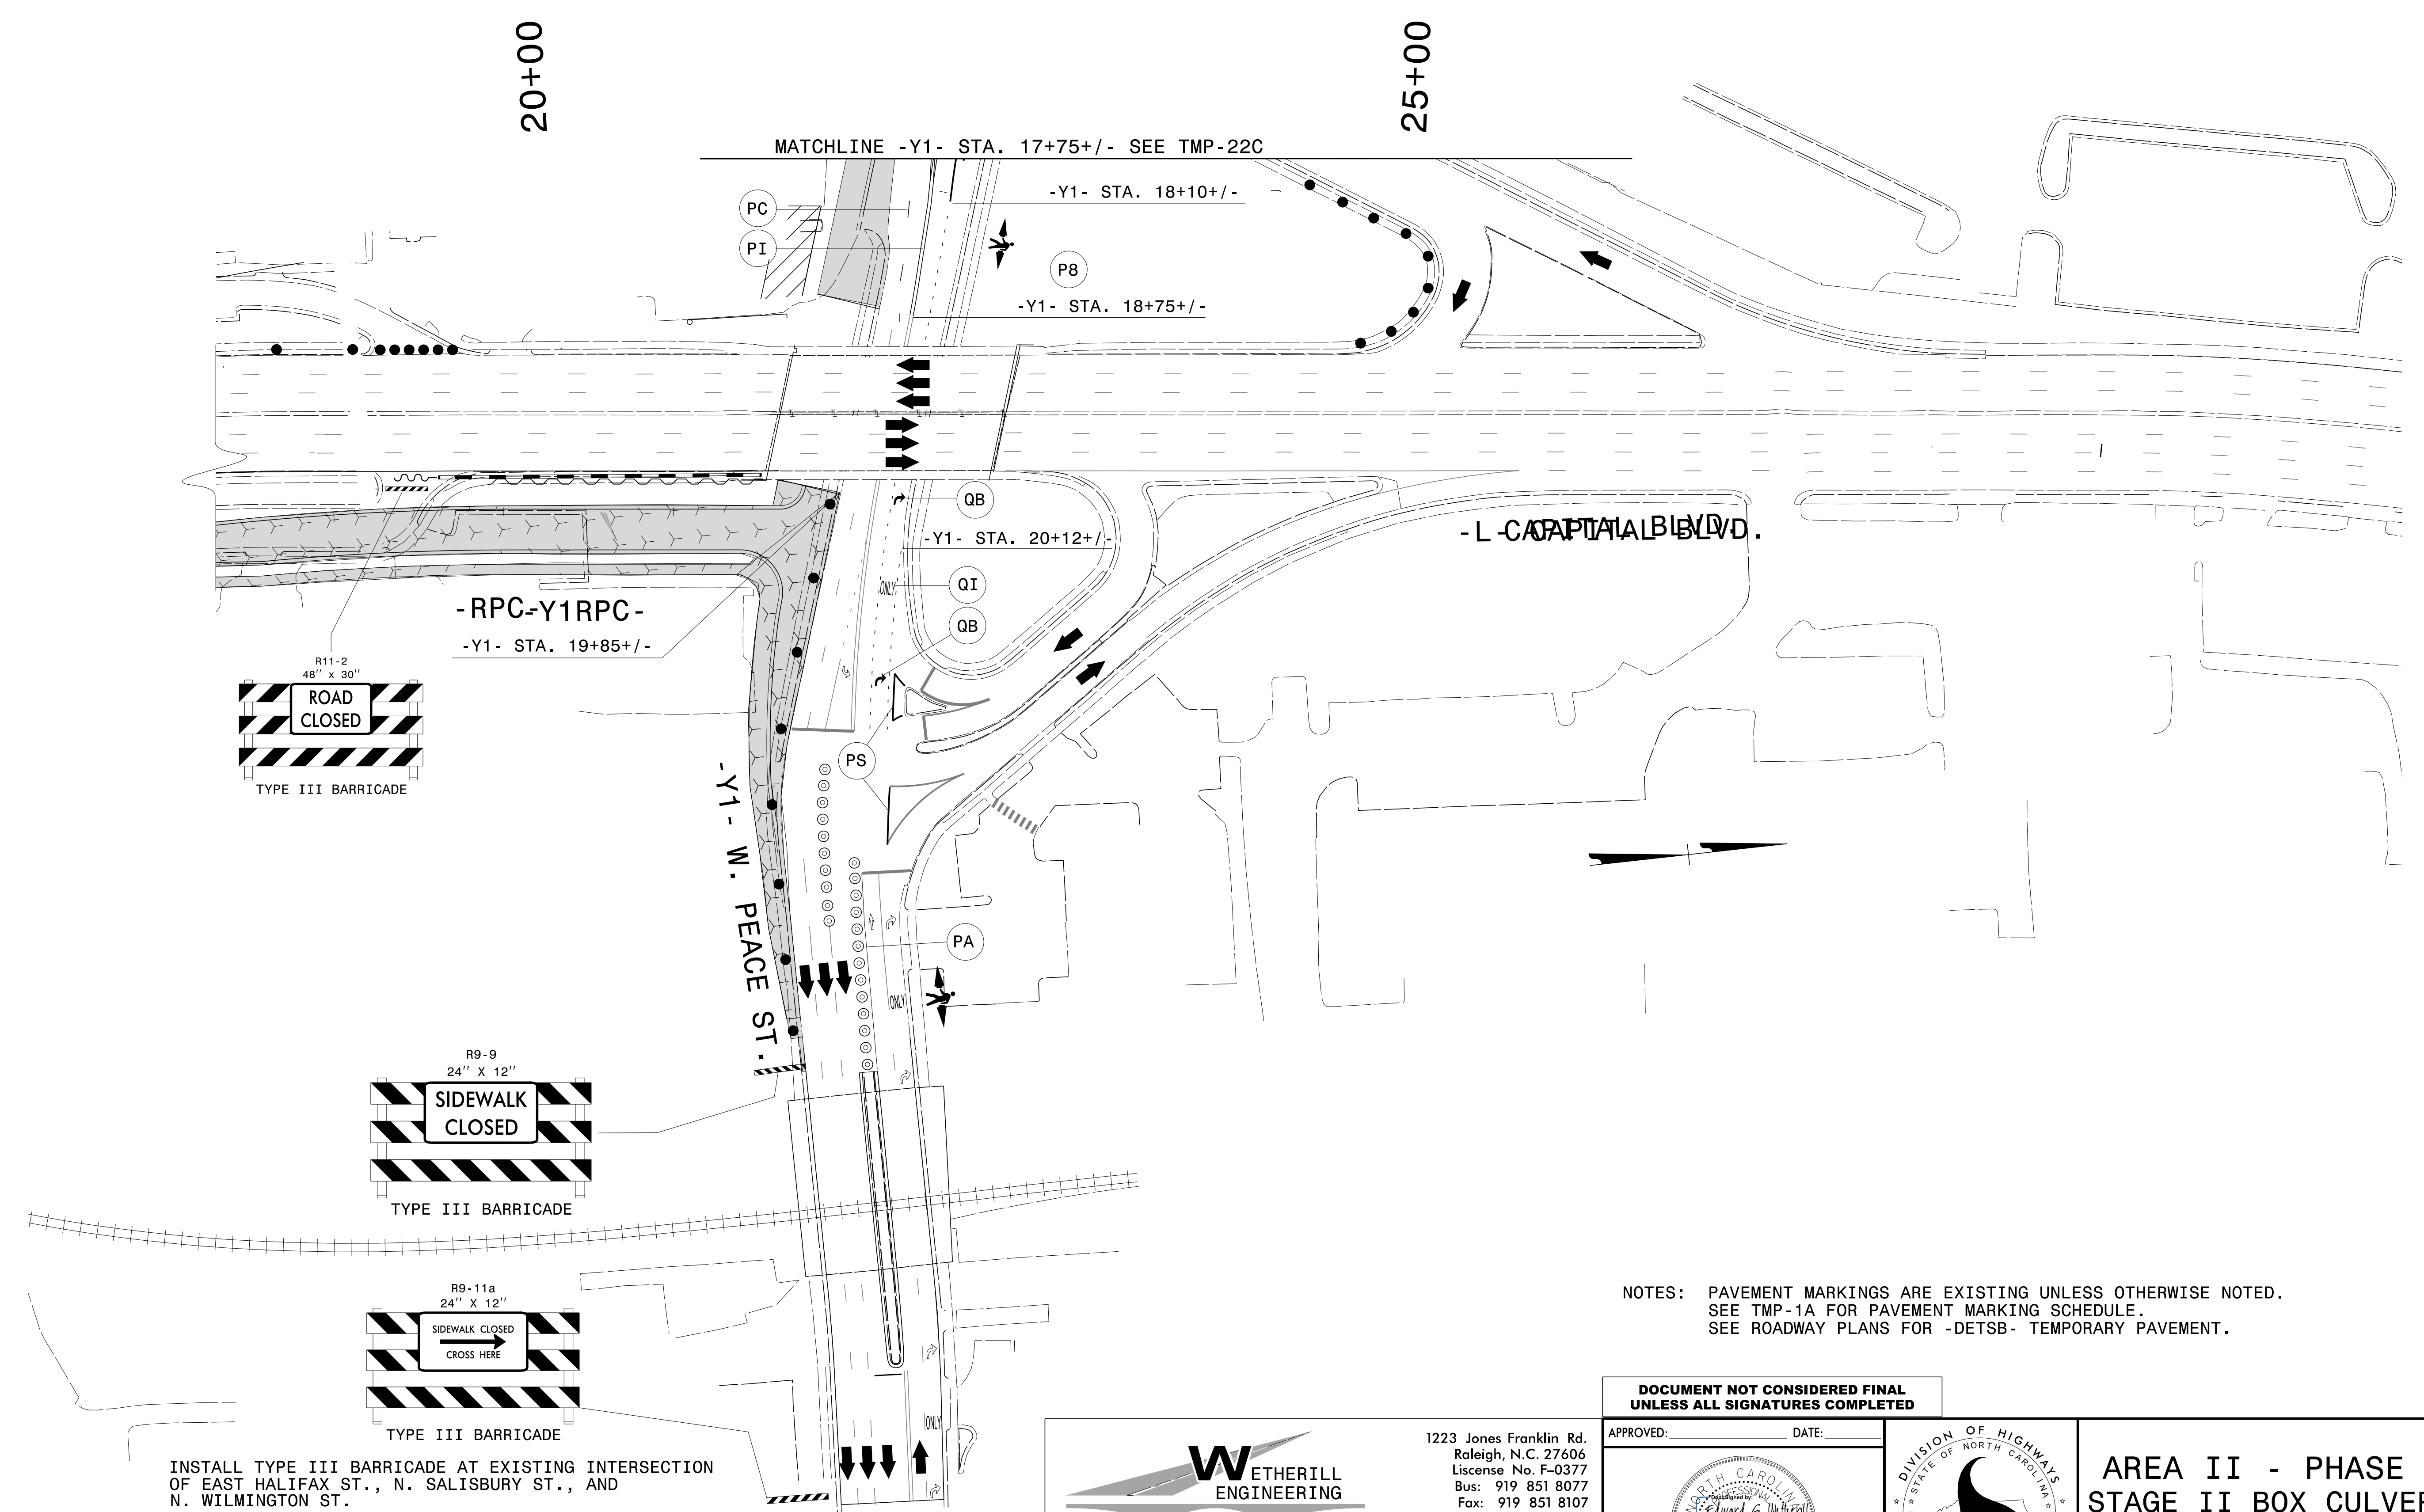 20+00
25+00
MATCHLINE -Y1- STA. 17+75+/- SEE TMP-22C
-Y1- STA. 18+10+/-
PC
PI
P8
-Y1- STA. 18+75+/-
QB
-Y1- STA. 20+12+/-
-L- CAPITAL BLVD.
QI
ONLY
QB
-RPC-Y1RPC-
-Y1- STA. 19+85+/-
R11-2
48" x 30"
ROAD
CLOSED
TYPE III BARRICADE
PS
-Y1- W. PEACE ST.
PA
ONLY
R9-9
24" X 12"
SIDEWALK
CLOSED
TYPE III BARRICADE
R9-11a
24" X 12"
SIDEWALK CLOSED
CROSS HERE
TYPE III BARRICADE
ONLY
INSTALL TYPE III BARRICADE AT EXISTING INTERSECTION
OF EAST HALIFAX ST., N. SALISBURY ST., AND
N. WILMINGTON ST.
NOTES: PAVEMENT MARKINGS ARE EXISTING UNLESS OTHERWISE NOTED.
SEE TMP-1A FOR PAVEMENT MARKING SCHEDULE.
SEE ROADWAY PLANS FOR -DETSB- TEMPORARY PAVEMENT.
DOCUMENT NOT CONSIDERED FINAL
UNLESS ALL SIGNATURES COMPLETED
WETHERILL
ENGINEERING
1223 Jones Franklin Rd.
Raleigh, N.C. 27606
Liscense No. F-0377
Bus: 919 851 8077
Fax: 919 851 8107
APPROVED: DATE:
NORTH CAROLINA
PROFESSIONAL
DIVISION OF HIGHWAYS
STATE OF NORTH CAROLINA
AREA II - PHASE
STAGE II BOX CULVER